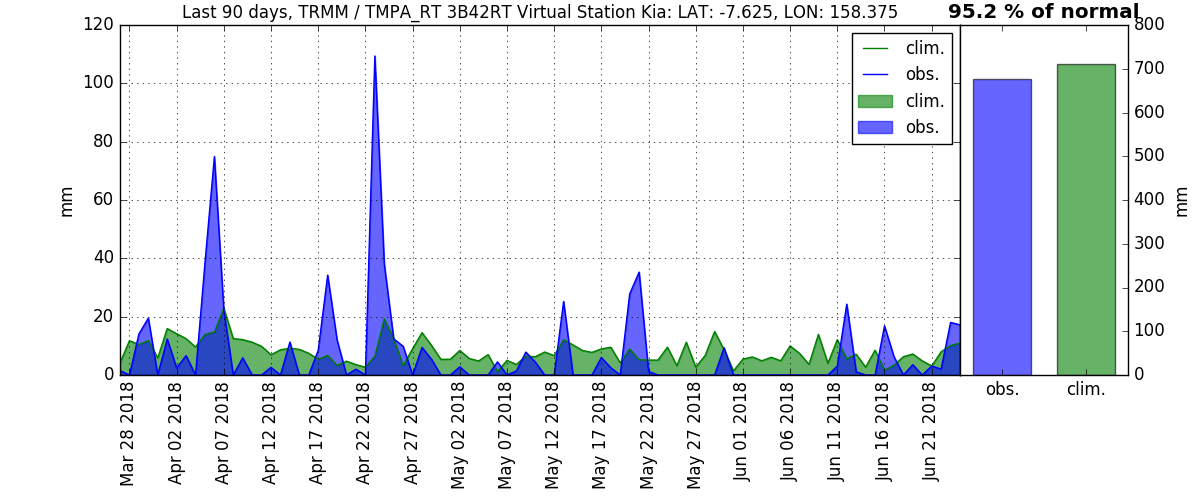 Last 90 days, TRMM / TMPA_RT 3B42RT Virtual Station Kia: LAT: -7.625, LON: 158.375
95.2 % of normal
120
100
80
60
40
20
0
mm
clim.
obs.
clim.
obs.
800
700
600
500
400
300
200
100
0
mm
Mar 28 2018
Apr 02 2018
Apr 07 2018
Apr 12 2018
Apr 17 2018
Apr 22 2018
Apr 27 2018
May 02 2018
May 07 2018
May 12 2018
May 17 2018
May 22 2018
May 27 2018
Jun 01 2018
Jun 06 2018
Jun 11 2018
Jun 16 2018
Jun 21 2018
obs.
clim.